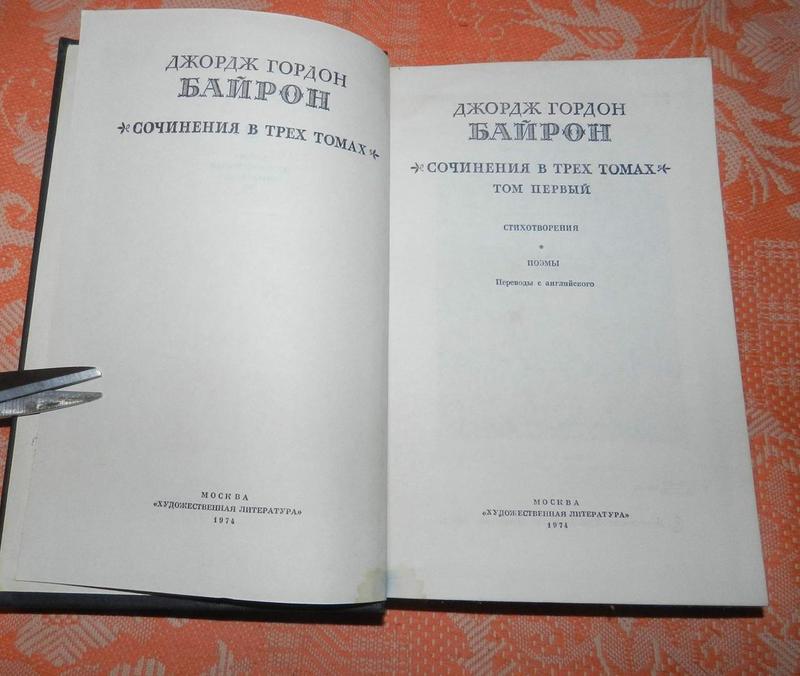 ДЖОРДЖ ГОРДОН
БАЙРОН
СОЧИНЕНИЯ В ТРЕХ ТОМАХ
МОСКВА
«ХУДОЖЕСТВЕННАЯ ЛИТЕРАТУРА»
1974
ДЖОРДЖ ГОРДОН
БАЙРОН
СОЧИНЕНИЯ В ТРЕХ ТОМАХ
ТОМ ПЕРВЫЙ
СТИХОТВОРЕНИЯ
*
ПОЭМЫ
Переводы с английского
МОСКВА
«ХУДОЖЕСТВЕННАЯ ЛИТЕРАТУРА»
1974